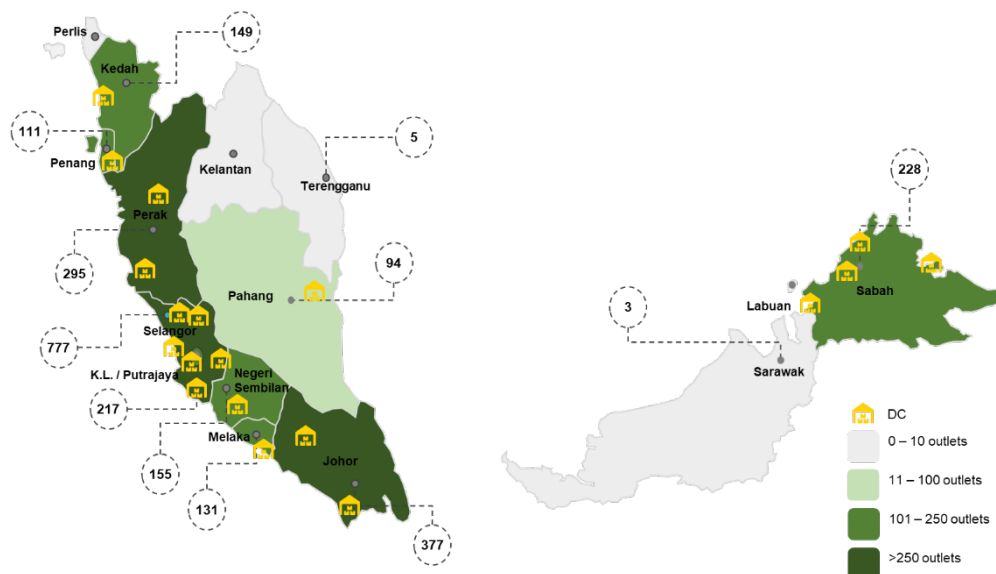 Perlis
149
Kedah
111
5
Penang
Kelantan
Terengganu
228
Perak
295
94
Pahang
Sabah
Labuan
3
777
Selangor
Sarawak
K.L. / Putrajaya
Negeri
Sembilan
217
DC
Melaka
0 – 10 outlets
155
Johor
131
11 – 100 outlets
101 – 250 outlets
377
>250 outlets